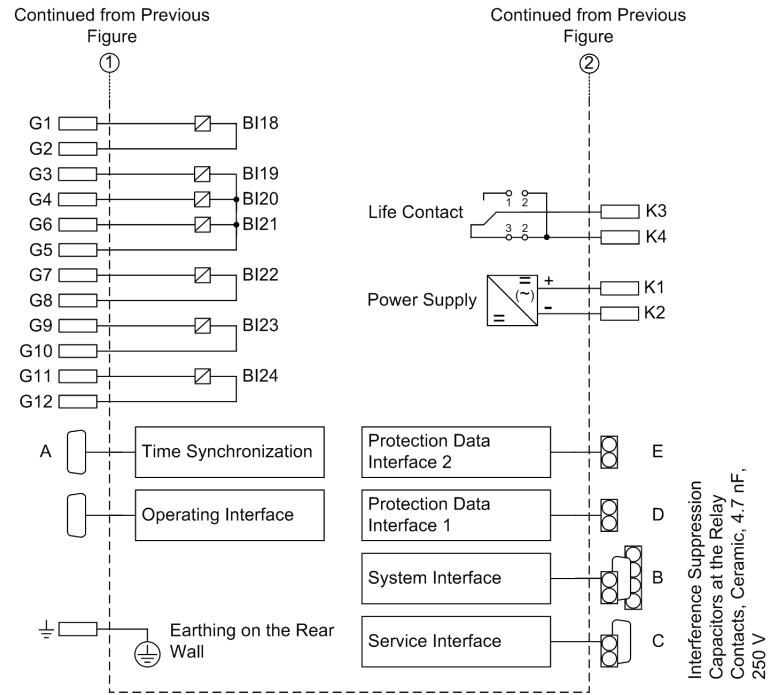 Continued from Previous
Figure
1
Continued from Previous
Figure
2
G1
BI18
G2
G3
BI19
G4
BI20
G6
BI21
G5
G7
BI22
G8
G9
BI23
G10
G11
BI24
G12
Life Contact
1 2
3 2
K3
K4
Power Supply
= (~)
=
+
-
K1
K2
A
Time Synchronization
Operating Interface
Protection Data
Interface 2
E
Protection Data
Interface 1
D
System Interface
B
Service Interface
C
Earthing on the Rear
Wall
Interference Suppression
Capacitors at the Relay
Contacts, Ceramic, 4.7 nF,
250 V